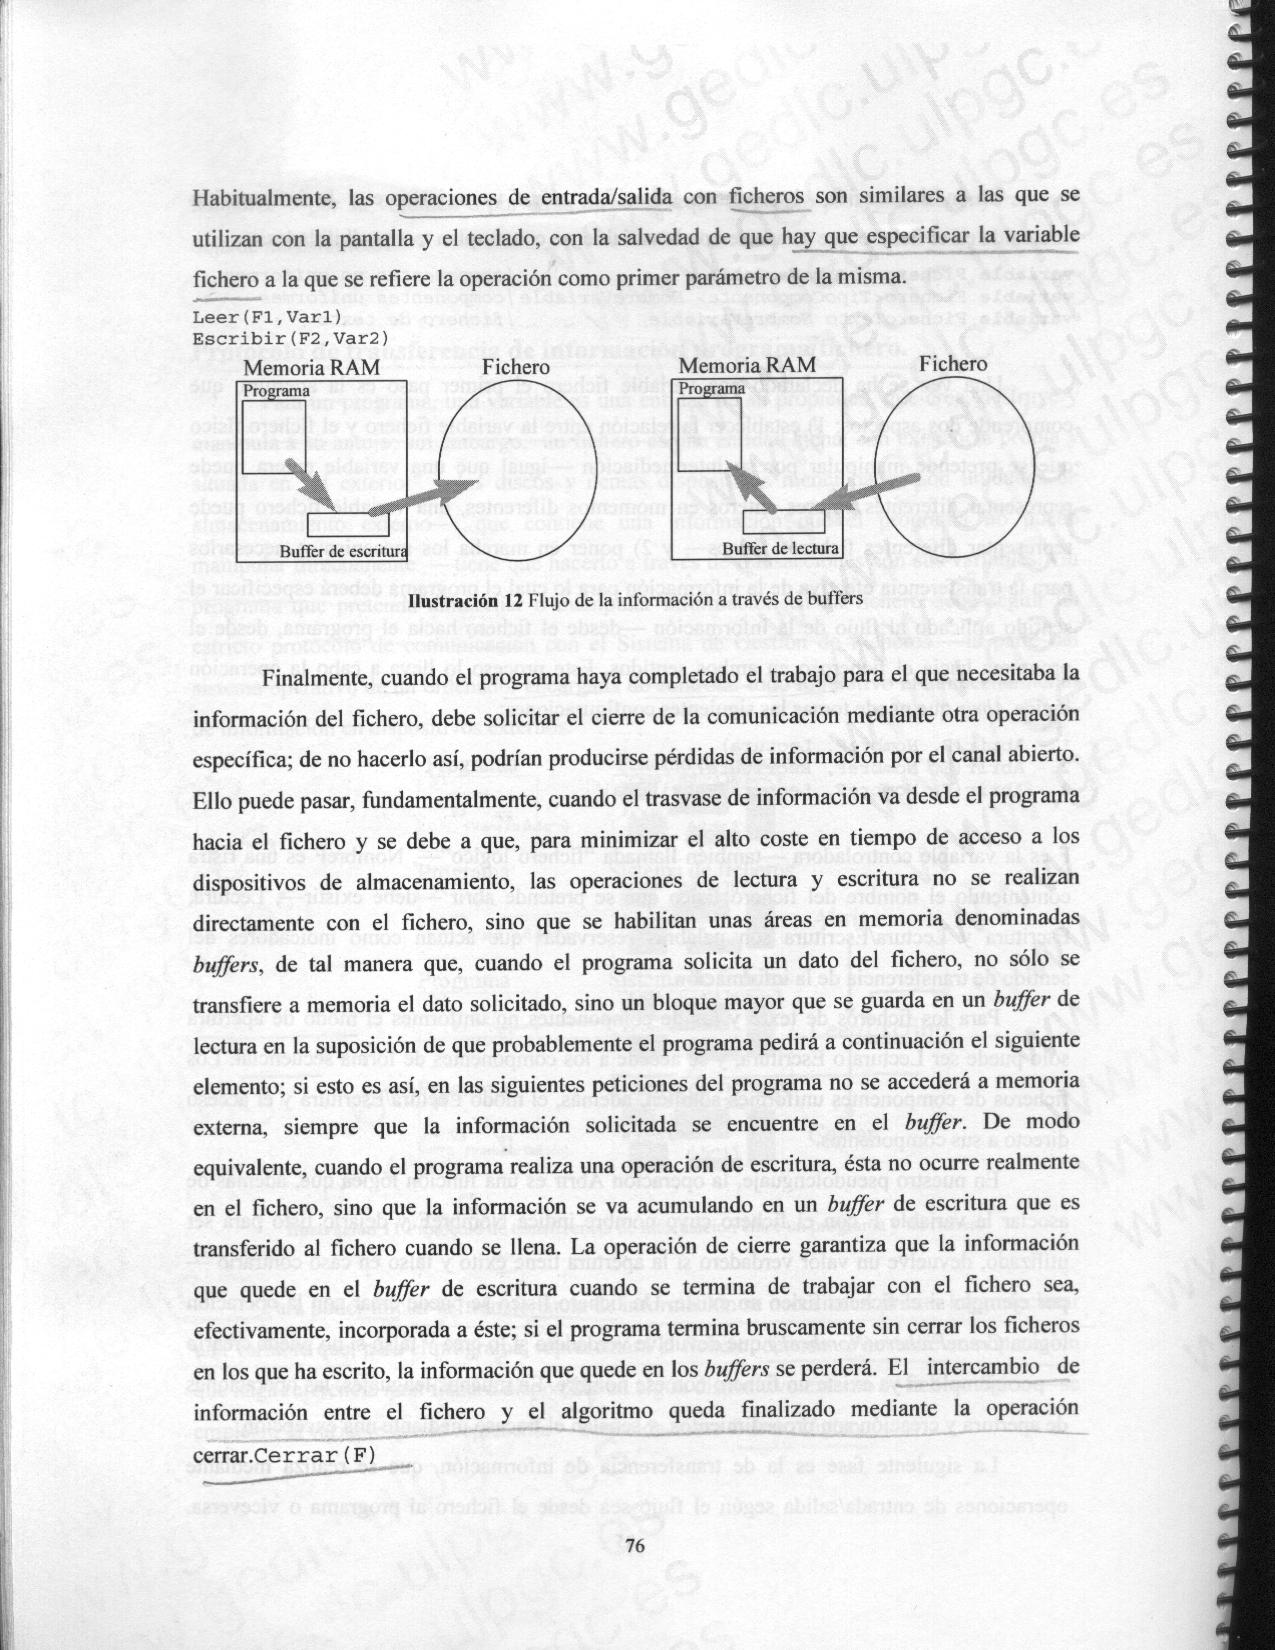 www.gedlc.ulpgc.es
Habitualmente, las operaciones de entrada/salida con ficheros son similares a las que se
utilizan con la pantalla y el teclado, con la salvedad de que hay que especificar la variable
fichero a la que se refiere la operación como primer parámetro de la misma.
Leer(F1,Var1)
Escribir(F2,Var2)
Memoria RAM Fichero Memoria RAM Fichero
Programa Programa
Buffer de escritura Buffer de lectura
Ilustración 12 Flujo de la información a través de buffers
Finalmente, cuando el programa haya completado el trabajo para el que necesitaba la
información del fichero, debe solicitar el cierre de la comunicación mediante otra operación
específica; de no hacerlo así, podrían producirse pérdidas de información por el canal abierto.
Ello puede pasar, fundamentalmente, cuando el trasvase de información va desde el programa
hacia el fichero y se debe a que, para minimizar el alto coste en tiempo de acceso a los
dispositivos de almacenamiento, las operaciones de lectura y escritura no se realizan
directamente con el fichero, sino que se habilitan unas áreas en memoria denominadas
buffers, de tal manera que, cuando el programa solicita un dato del fichero, no sólo se
transfiere a memoria el dato solicitado, sino un bloque mayor que se guarda en un buffer de
lectura en la suposición de que probablemente el programa pedirá a continuación el siguiente
elemento; si esto es así, en las siguientes peticiones del programa no se accederá a memoria
externa, siempre que la información solicitada se encuentre en el buffer. De modo
equivalente, cuando el programa realiza una operación de escritura, ésta no ocurre realmente
en el fichero, sino que la información se va acumulando en un buffer de escritura que es
transferido al fichero cuando se llena. La operación de cierre garantiza que la información
que quede en el buffer de escritura cuando se termina de trabajar con el fichero sea,
efectivamente, incorporada a éste; si el programa termina bruscamente sin cerrar los ficheros
en los que ha escrito, la información que quede en los buffers se perderá. El intercambio de
información entre el fichero y el algoritmo queda finalizado mediante la operación
cerrar.Cerrar(F)
76